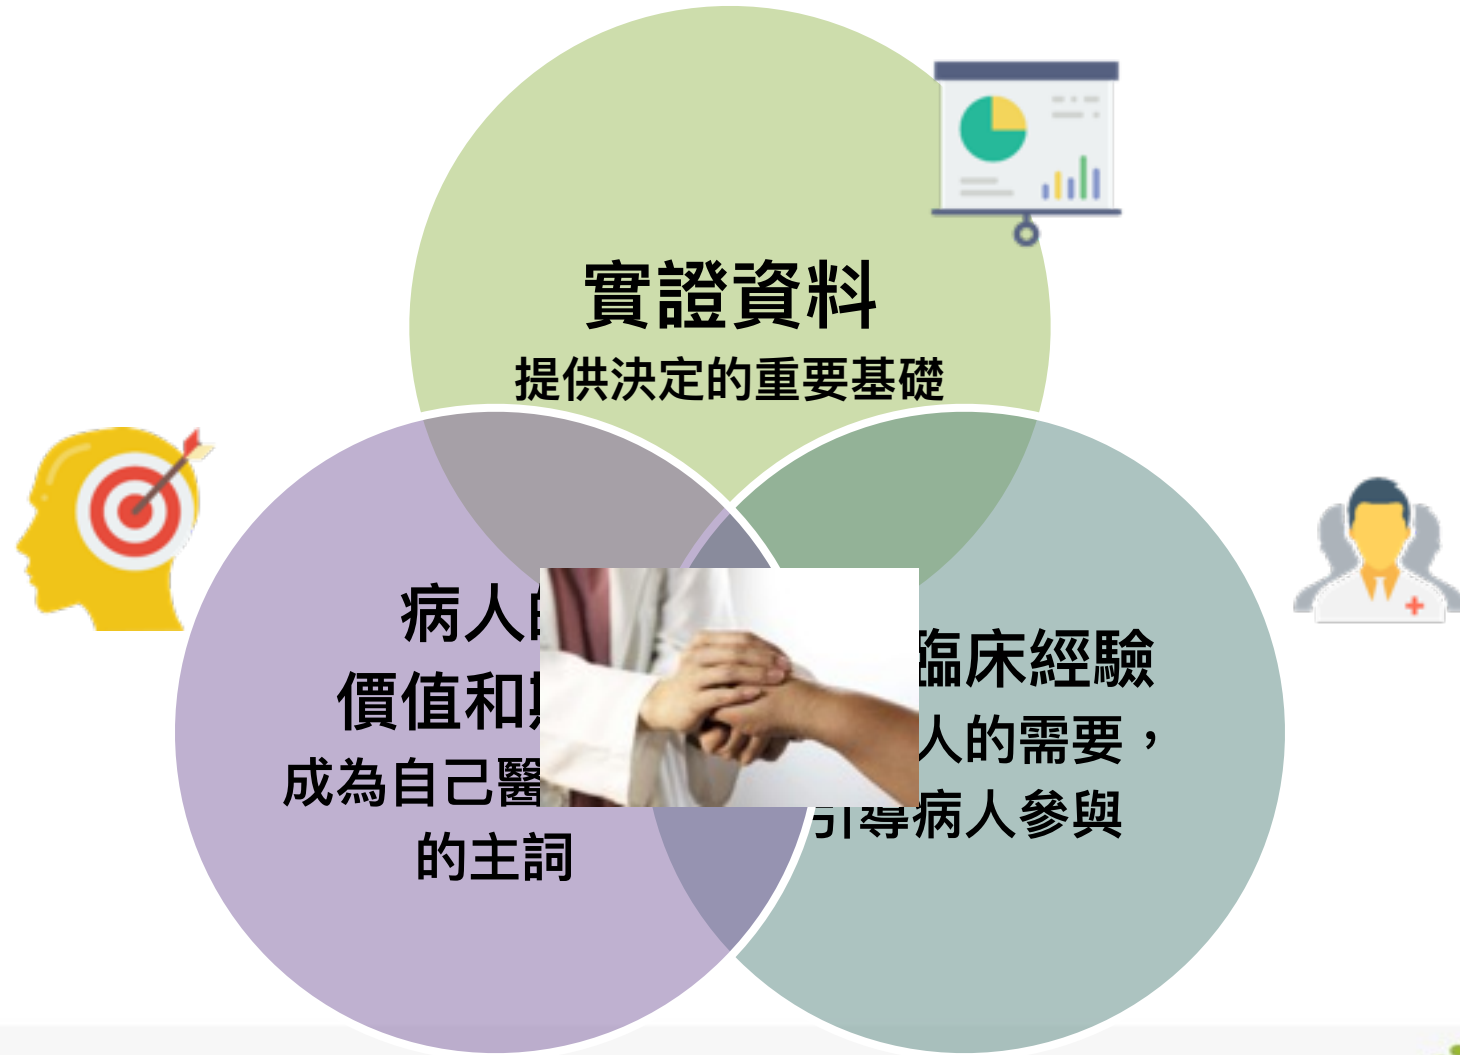 實證資料
提供決定的重要基礎
病人
價值和
成為自己醫
的主詞
臨床經驗
人的需要，
引導病人參與